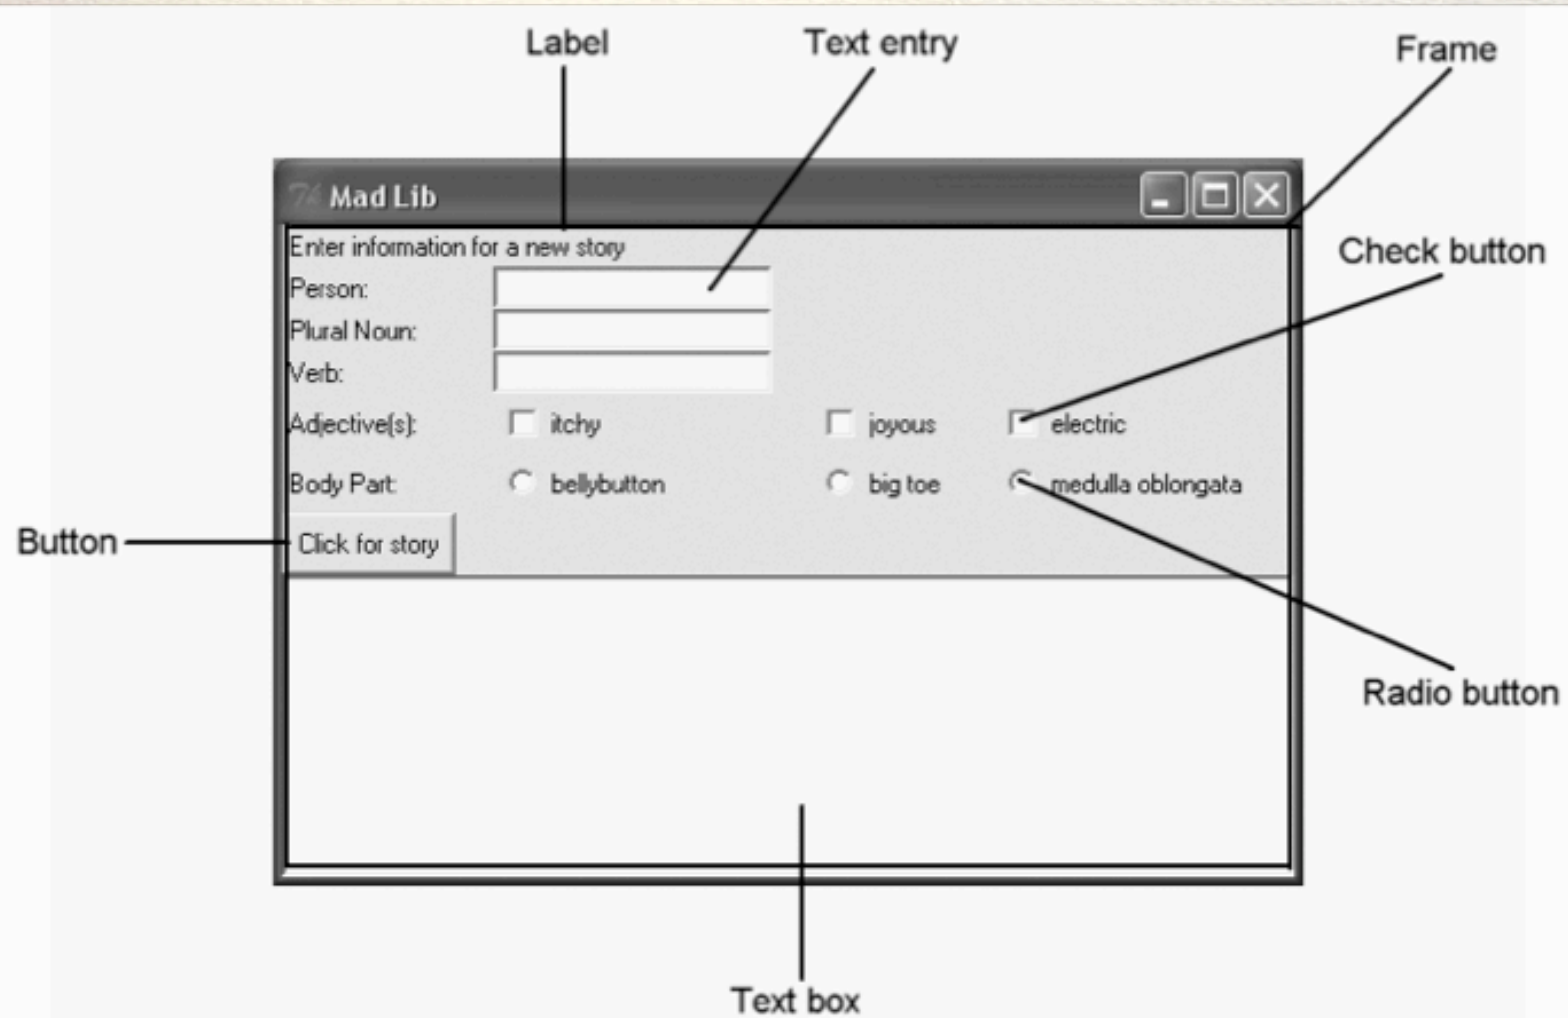 Label
Text entry
Frame
Mad Lib
Check button
Enter information for a new story
Person:
Plural Noun:
Verb:
Adjective(s): itchy joyous electric
Body Part: bellybutton big toe medulla oblongata
Button
Click for story
Radio button
Text box